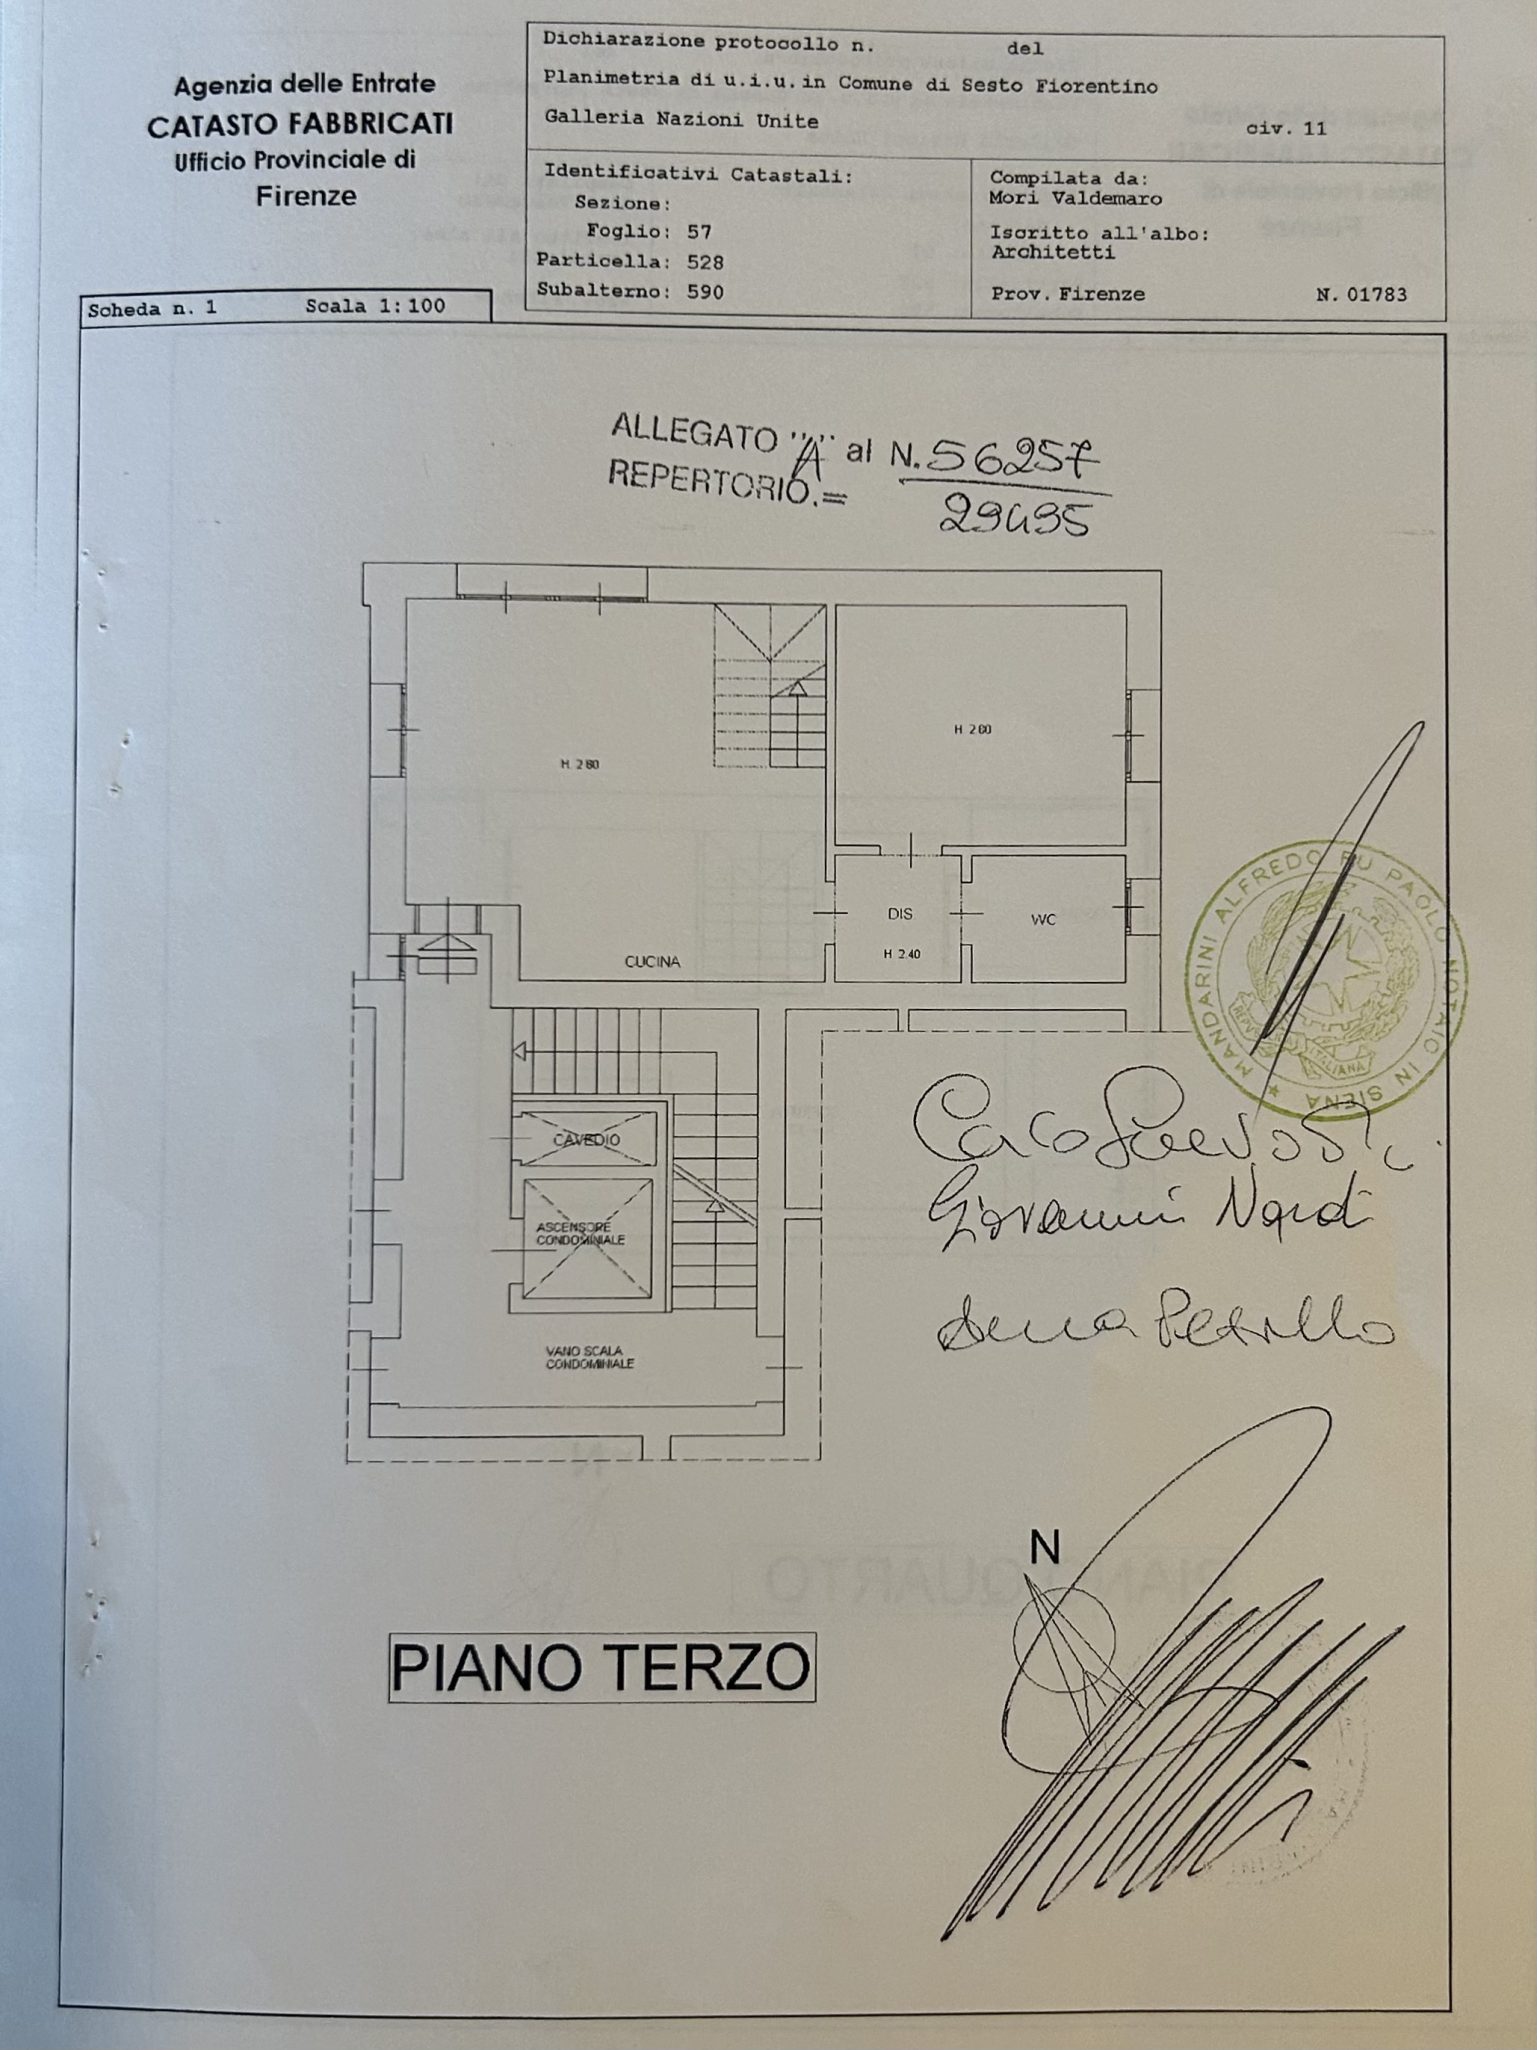 Agenzia delle Entrate
CATASTO FABBRICATI
Ufficio Provinciale di
Firenze
Dichiarazione protocollo n. del
Planimetria di u.i.u. in Comune di Sesto Fiorentino
Galleria Nazioni Unite civ. 11
Identificativi Catastali:
Sezione:
Foglio: 57
Particella: 528
Subalterno: 590
Compilata da:
Mori Valdemaro
Iscritto all'albo:
Architetti
Prov. Firenze N. 01783
Scheda n. 1 Scala 1:100
ALLEGATO "A" al N. 56257
REPERTORIO.= 29495
H. 2.80
H. 2.80
DIS
H. 2.40
WC
CUCINA
CAVEDIO
ASCENSORE
CONDOMINIALE
VANO SCALA
CONDOMINIALE
MANDARINI ALFREDO FU PAOLO NOTAIO IN SIENA
Giovanni Nardi
N
PIANO TERZO